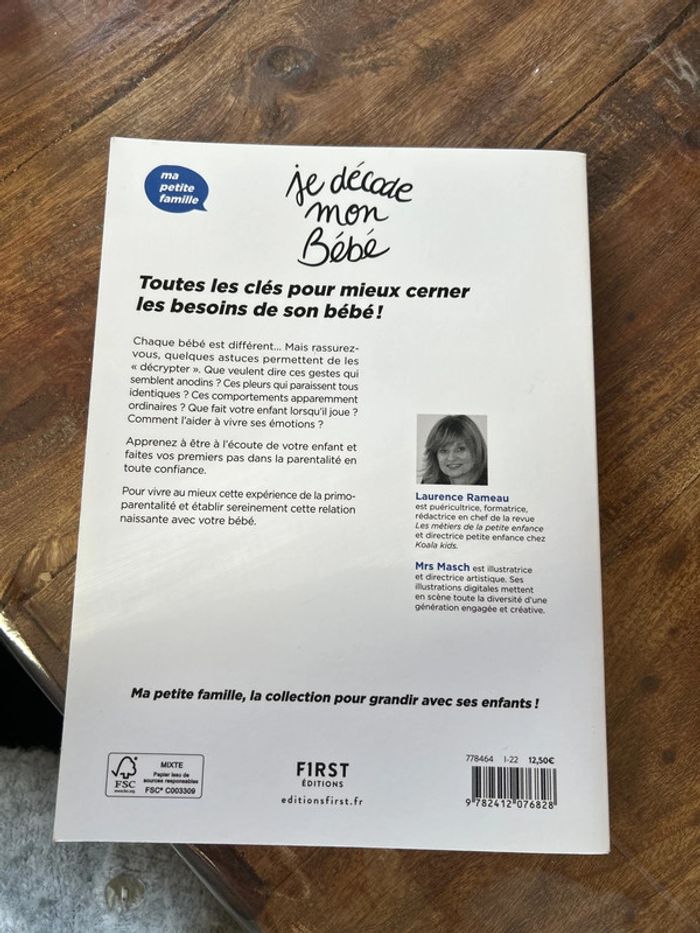 ma
petite
famille
je décode
mon
Bébé
Toutes les clés pour mieux cerner
les besoins de son bébé !
Chaque bébé est différent... Mais rassurez-
vous, quelques astuces permettent de les
« décrypter ». Que veulent dire ces gestes qui
semblent anodins ? Ces pleurs qui paraissent tous
identiques ? Ces comportements apparemment
ordinaires ? Que fait votre enfant lorsqu'il joue ?
Comment l'aider à vivre ses émotions ?
Apprenez à être à l'écoute de votre enfant et
faites vos premiers pas dans la parentalité en
toute confiance.
Pour vivre au mieux cette expérience de la primo-
parentalité et établir sereinement cette relation
naissante avec votre bébé.
Laurence Rameau
est puéricultrice, formatrice,
rédactrice en chef de la revue
Les métiers de la petite enfance
et directrice petite enfance chez
Koala kids.
Mrs Masch est illustratrice
et directrice artistique. Ses
illustrations digitales mettent
en scène toute la diversité d'une
génération engagée et créative.
Ma petite famille, la collection pour grandir avec ses enfants !
FSC
www.fsc.org
MIXTE
Papier issu de
sources responsables
FSC® C003309
F1RST
ÉDITIONS
editionsfirst.fr
778464 I-22 12,50€
9 782412 076828